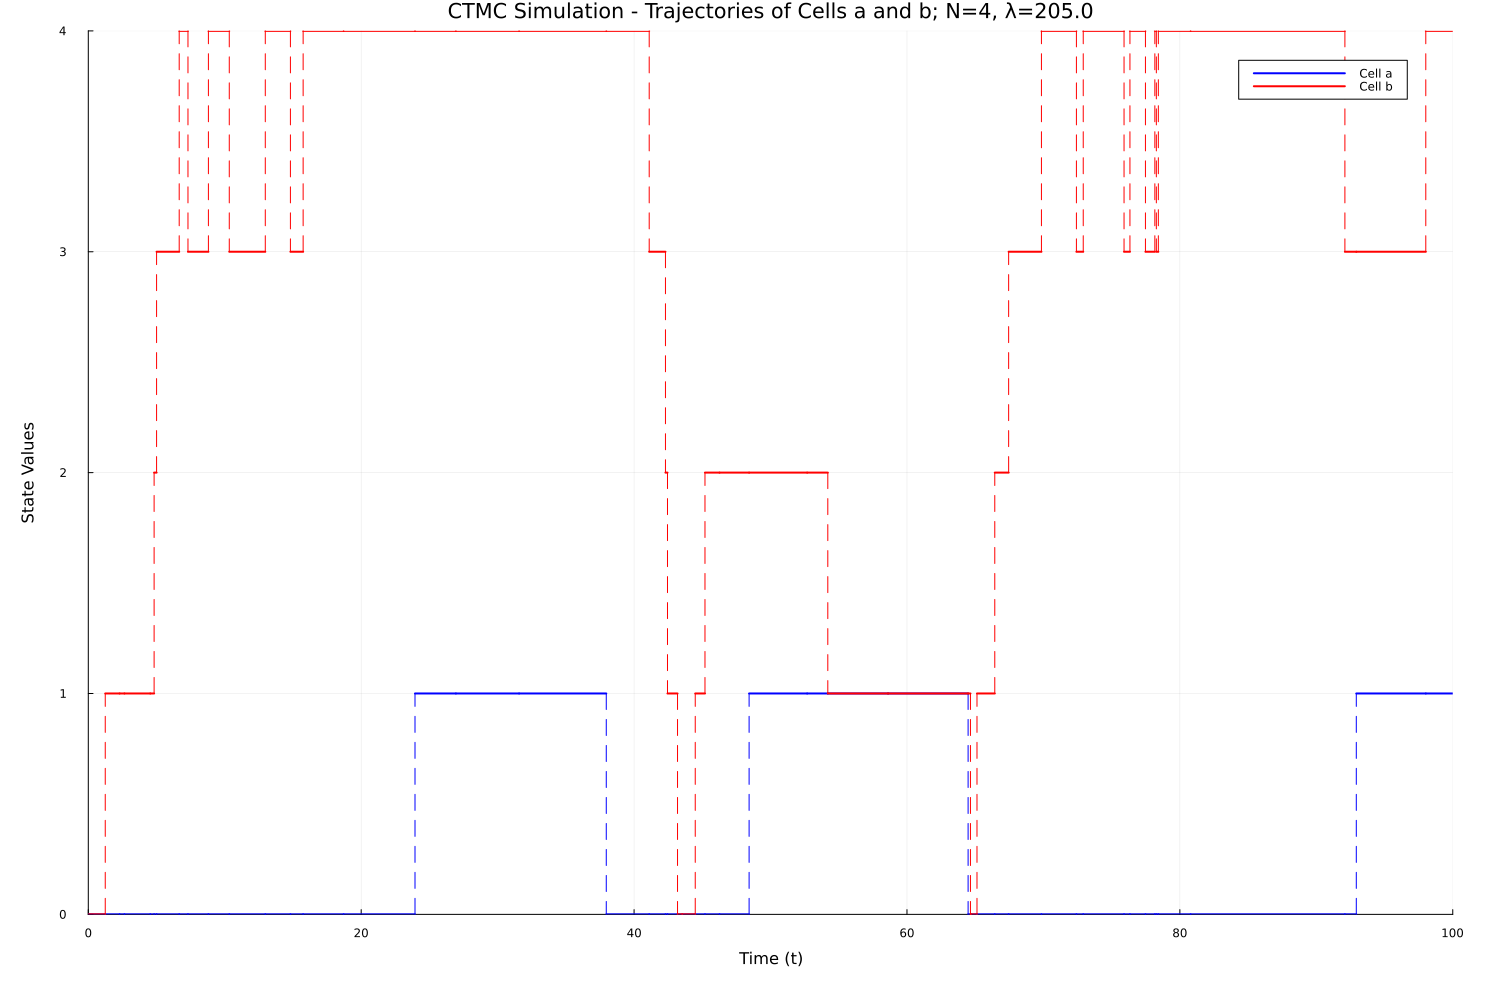 CTMC Simulation - Trajectories of Cells a and b; N=4, λ=205.0
4
Cell a
Cell b
3
State Values
2
1
0
0 20 40 60 80 100
Time (t)